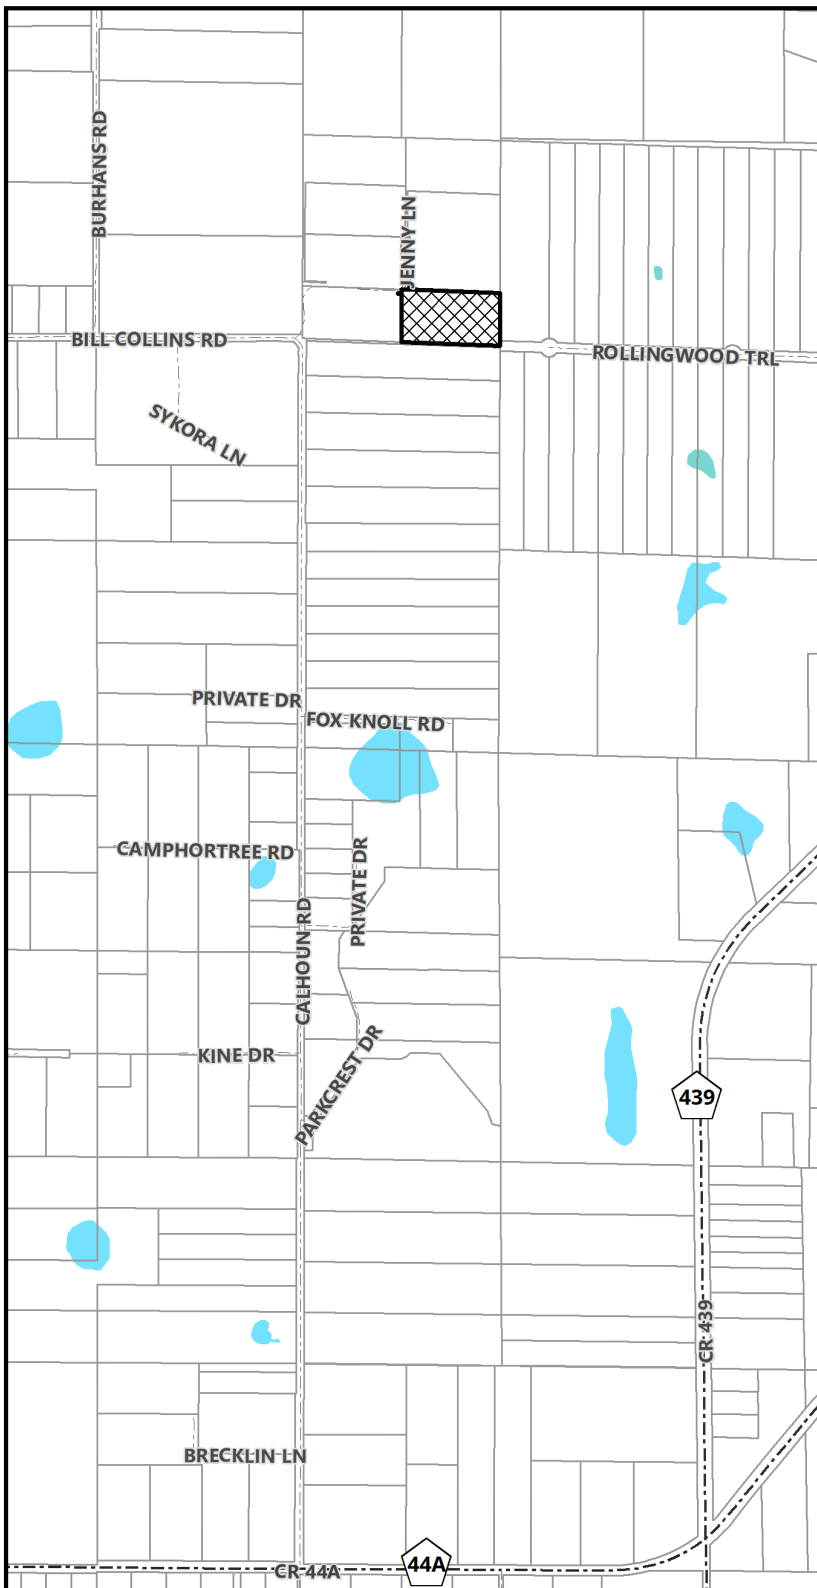 BURHANS RD
JENNY LN
BILL COLLINS RD
ROLLINGWOOD TRL
SYKORA LN
PRIVATE DR
FOX KNOLL RD
CAMPHORTREE RD
PRIVATE DR
CALHOUN RD
KINE DR
PARKCREST DR
439
CR 439
BRECKLIN LN
44A
CR 44A